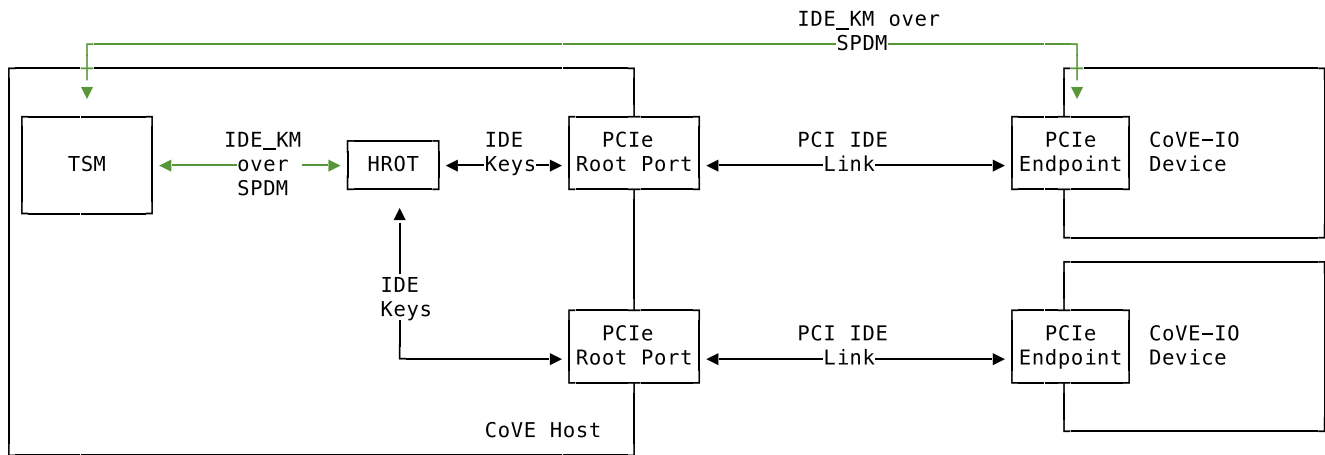 IDE_KM over
SPDM
TSM
IDE_KM
over
SPDM
HROT
IDE
Keys
PCIe
Root Port
PCI IDE
Link
PCIe
Endpoint
CoVE-IO
Device
IDE
Keys
PCIe
Root Port
PCI IDE
Link
PCIe
Endpoint
CoVE-IO
Device
CoVE Host